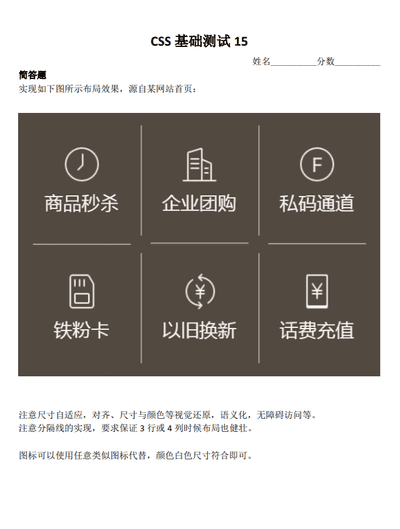 CSS 基础测试 15
姓名__________分数__________
简答题
实现如下图所示布局效果，源自某网站首页：
商品秒杀 企业团购 私码通道
铁粉卡 以旧换新 话费充值
注意尺寸自适应，对齐、尺寸与颜色等视觉还原，语义化，无障碍访问等。
注意分隔线的实现，要求保证 3 行或 4 列时候布局也健壮。
图标可以使用任意类似图标代替，颜色白色尺寸符合即可。